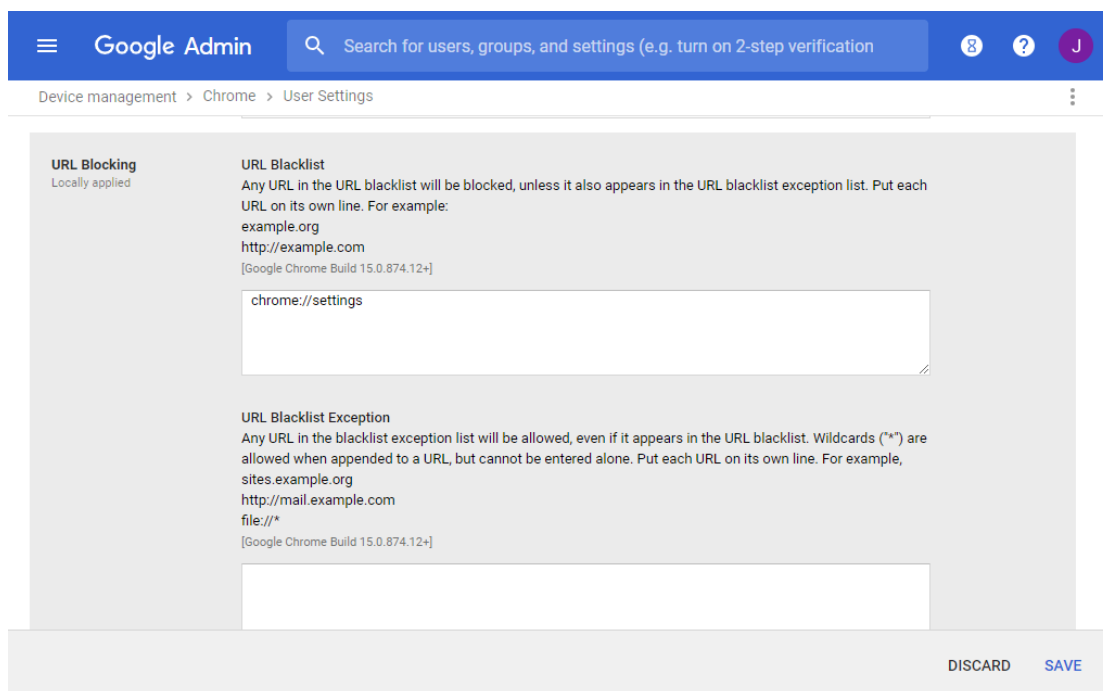 Google Admin
Search for users, groups, and settings (e.g. turn on 2-step verification
8
?
J
Device management > Chrome > User Settings
URL Blocking
Locally applied
URL Blacklist
Any URL in the URL blacklist will be blocked, unless it also appears in the URL blacklist exception list. Put each
URL on its own line. For example:
example.org
http://example.com
[Google Chrome Build 15.0.874.12+]
chrome://settings
URL Blacklist Exception
Any URL in the blacklist exception list will be allowed, even if it appears in the URL blacklist. Wildcards ("*") are
allowed when appended to a URL, but cannot be entered alone. Put each URL on its own line. For example,
sites.example.org
http://mail.example.com
file://*
[Google Chrome Build 15.0.874.12+]
DISCARD
SAVE